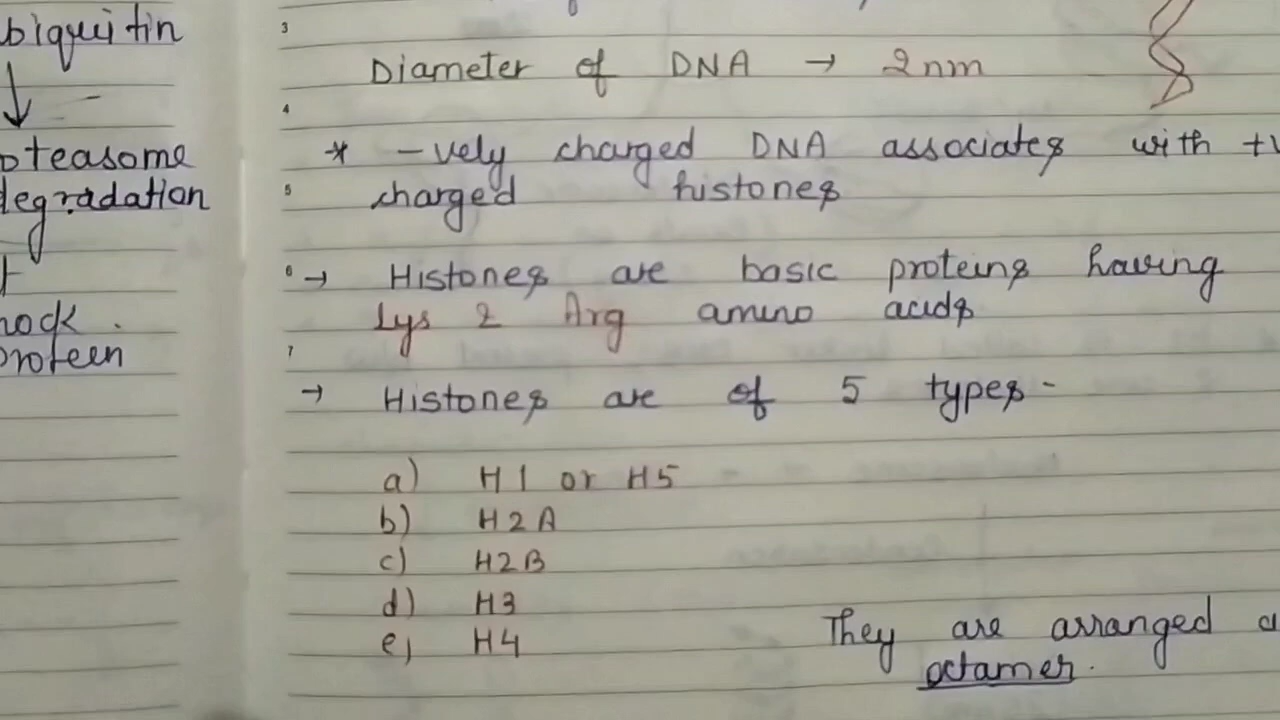 biquitin
oteasome
degradation
t
hock.
protein
3
Diameter of DNA → 2nm
4
* -vely charged DNA associates with +v
5
charged histones
6
→ Histones are basic proteins having
Lys & Arg amino acids
7
→ Histones are of 5 types -
a) H1 or H5
b) H2A
c) H2B
d) H3
e) H4
They are arranged a
octamer.